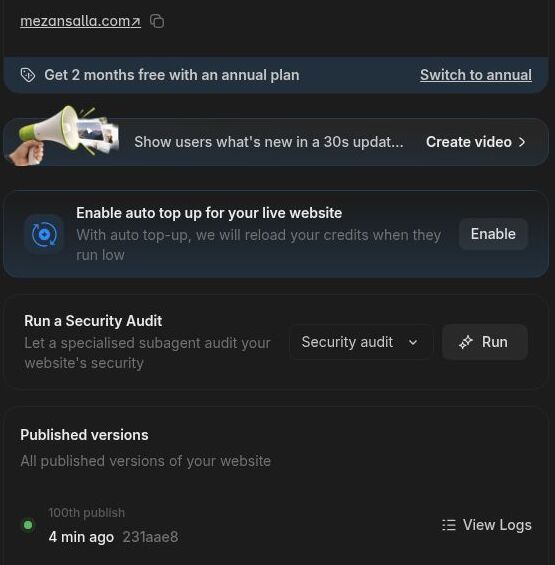 mezansalla.com↗
Get 2 months free with an annual plan
Switch to annual
Show users what's new in a 30s updat...
Create video
Enable auto top up for your live website
With auto top-up, we will reload your credits when they
run low
Enable
Run a Security Audit
Let a specialised subagent audit your
website's security
Security audit
Run
Published versions
All published versions of your website
100th publish
4 min ago 231aae8
View Logs